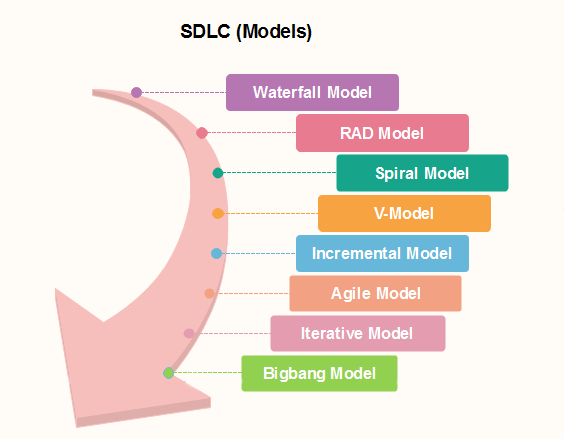 SDLC (Models)
Waterfall Model
RAD Model
Spiral Model
V-Model
Incremental Model
Agile Model
Iterative Model
Bigbang Model